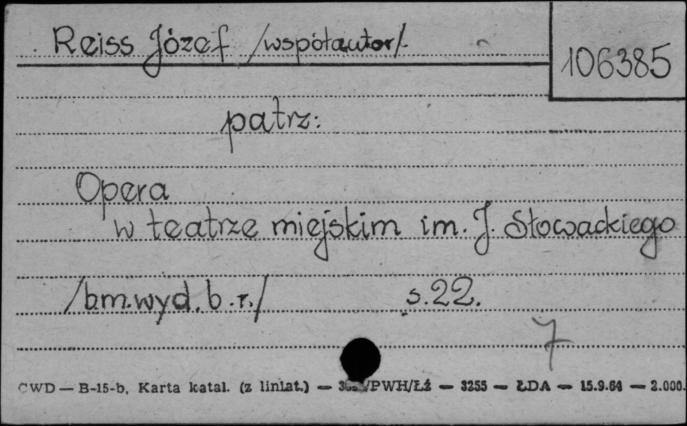 Reiss Józef /współautor/.
106385
patrz:
Opera
w teatrze miejskim im. J. Słowackiego
/bm.wyd. b.r./ s.22.
7
CWD — B-15-b, Karta katal. (z liniat.) — /PWH/Łź — 3255 — ŁDA — 15.9.64 — 2.000.